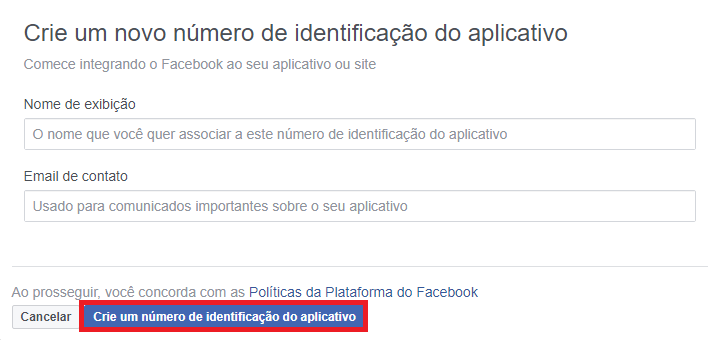 Crie um novo número de identificação do aplicativo
Comece integrando o Facebook ao seu aplicativo ou site
Nome de exibição
O nome que você quer associar a este número de identificação do aplicativo
Email de contato
Usado para comunicados importantes sobre o seu aplicativo
Ao prosseguir, você concorda com as Políticas da Plataforma do Facebook
Cancelar Crie um número de identificação do aplicativo